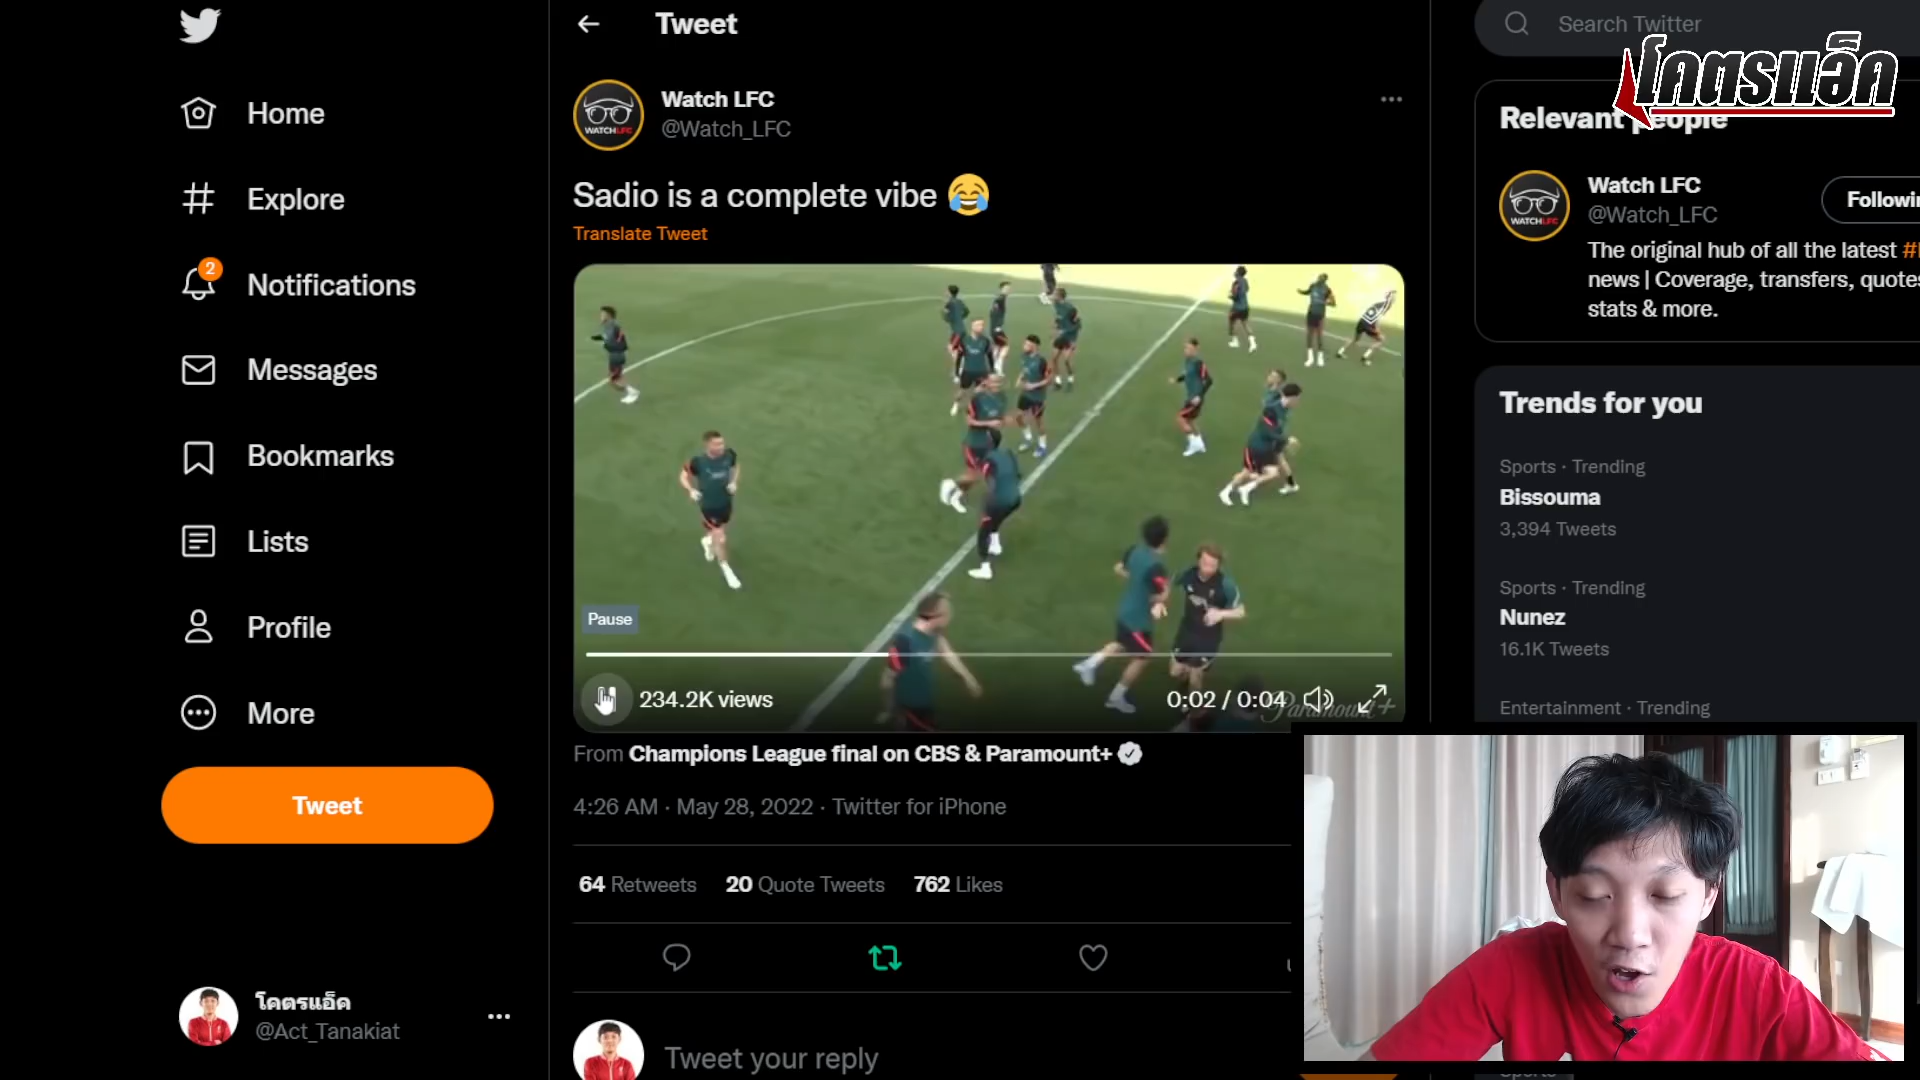 Home
Explore
2
Notifications
Messages
Bookmarks
Lists
Profile
More
Tweet
โคตรแอ็ค
@Act_Tanakiat
Tweet
Watch LFC
@Watch_LFC
WATCHLFC
Sadio is a complete vibe 😂
Translate Tweet
Pause
234.2K views
0:02 / 0:04
Paramount+
From Champions League final on CBS & Paramount+
4:26 AM · May 28, 2022 · Twitter for iPhone
64 Retweets 20 Quote Tweets 762 Likes
Tweet your reply
Search Twitter
โคตรแอ็ค
Relevant people
Watch LFC
@Watch_LFC
WATCHLFC
The original hub of all the latest
news | Coverage, transfers, quotes
stats & more.
Trends for you
Sports · Trending
Bissouma
3,394 Tweets
Sports · Trending
Nunez
16.1K Tweets
Entertainment · Trending
Sports